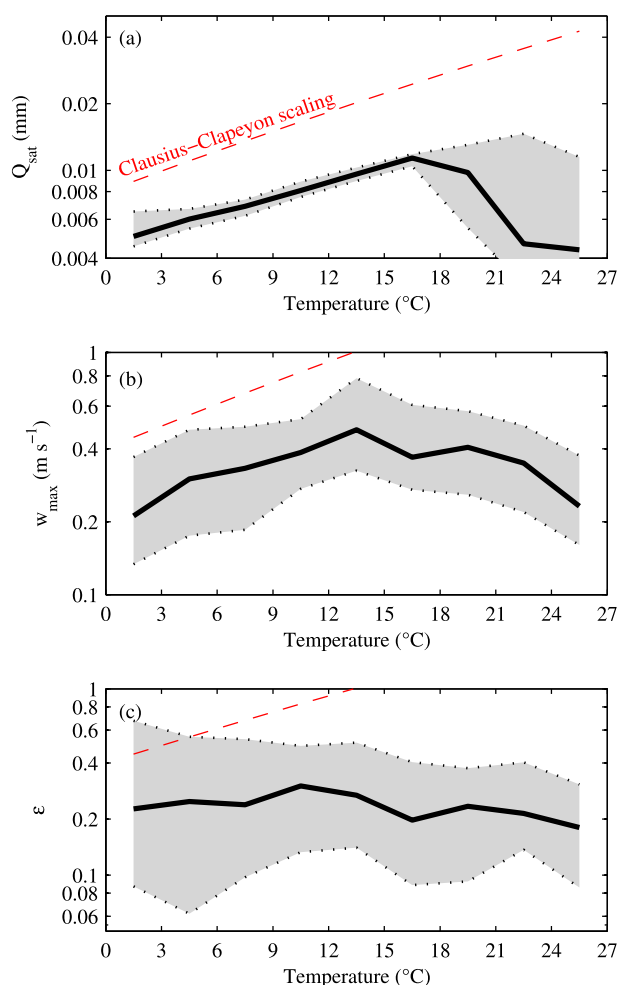 (a)
Clausius−Clapeyon scaling
Q_sat (mm)
0.04
0.02
0.01
0.008
0.006
0.004
0 3 6 9 12 15 18 21 24 27
Temperature (°C)
(b)
w_max (m s⁻¹)
1
0.8
0.6
0.4
0.2
0.1
0 3 6 9 12 15 18 21 24 27
Temperature (°C)
(c)
ε
1
0.8
0.6
0.4
0.2
0.1
0.08
0.06
0 3 6 9 12 15 18 21 24 27
Temperature (°C)